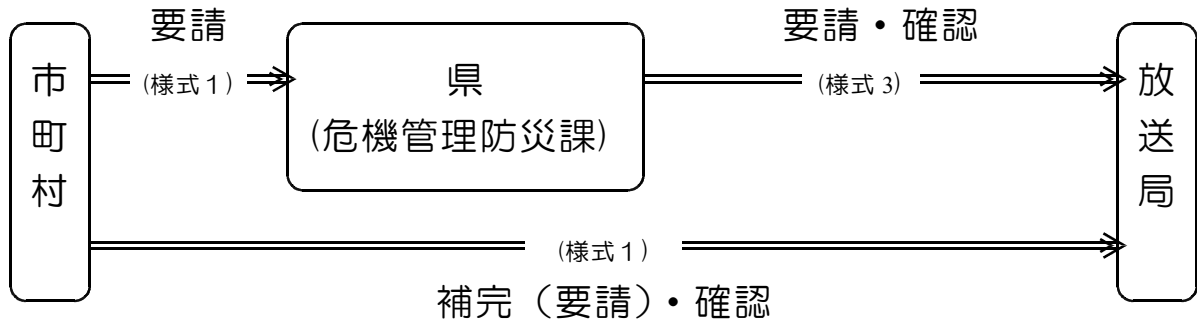 要請
要請・確認
市町村
(様式１)
県
(危機管理防災課)
(様式 3)
放送局
(様式１)
補完（要請）・確認